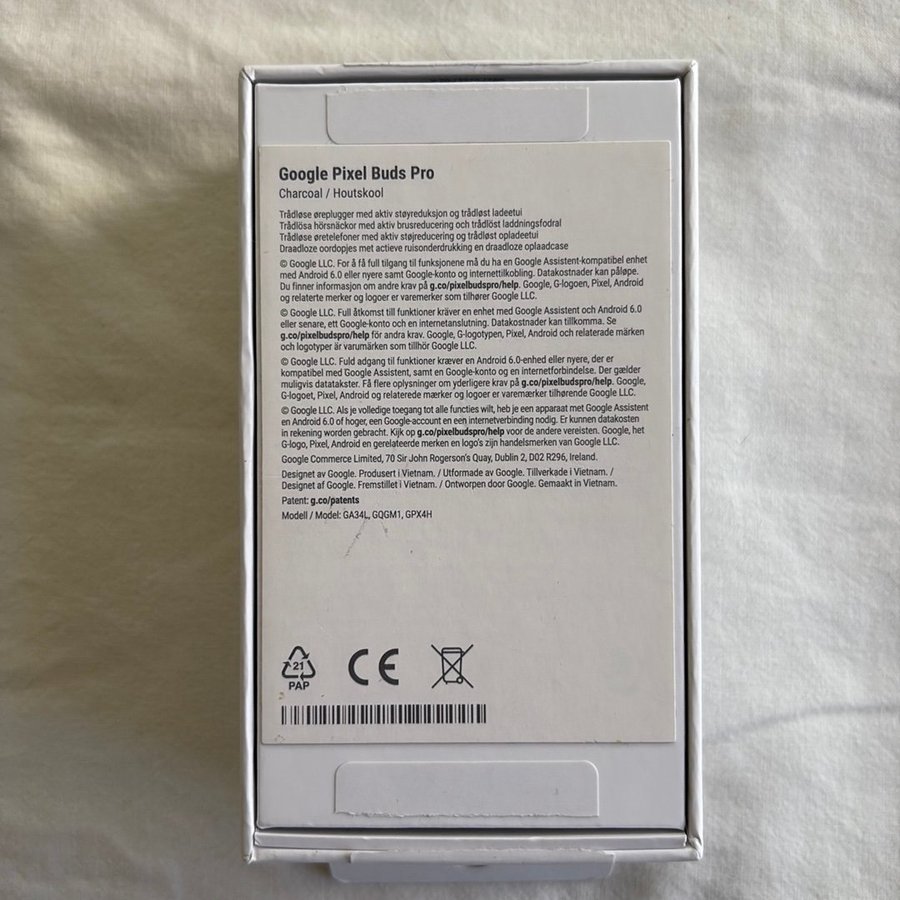 Google Pixel Buds Pro
Charcoal / Houtskool
Trådløse øreplugger med aktiv støyreduksjon og trådløst ladeetui
Trådlösa hörsnäckor med aktiv brusreducering och trådlöst laddningsfodral
Trådløse øretelefoner med aktiv støjreducering og trådløst opladeetui
Draadloze oordopjes met actieve ruisonderdrukking en draadloze oplaadcase
© Google LLC. For å få full tilgang til funksjonene må du ha en Google Assistent-kompatibel enhet
med Android 6.0 eller nyere samt Google-konto og internettilkobling. Datakostnader kan påløpe.
Du finner informasjon om andre krav på g.co/pixelbudspro/help. Google, G-logoen, Pixel, Android
og relaterte merker og logoer er varemerker som tilhører Google LLC.
© Google LLC. Full åtkomst till funktioner kräver en enhet med Google Assistent och Android 6.0
eller senare, ett Google-konto och en internetanslutning. Datakostnader kan tillkomma. Se
g.co/pixelbudspro/help för andra krav. Google, G-logotypen, Pixel, Android och relaterade märken
och logotyper är varumärken som tillhör Google LLC.
© Google LLC. Fuld adgang til funktioner kræver en Android 6.0-enhed eller nyere, der er
kompatibel med Google Assistent, samt en Google-konto og en internetforbindelse. Der gælder
muligvis datatakster. Få flere oplysninger om yderligere krav på g.co/pixelbudspro/help. Google,
G-logoet, Pixel, Android og relaterede mærker og logoer er varemærker tilhørende Google LLC.
© Google LLC. Als je volledige toegang tot alle functies wilt, heb je een apparaat met Google Assistent
en Android 6.0 of hoger, een Google-account en een internetverbinding nodig. Er kunnen datakosten
in rekening worden gebracht. Kijk op g.co/pixelbudspro/help voor de andere vereisten. Google, het
G-logo, Pixel, Android en gerelateerde merken en logo's zijn handelsmerken van Google LLC.
Google Commerce Limited, 70 Sir John Rogerson's Quay, Dublin 2, D02 R296, Ireland.
Designet av Google. Produsert i Vietnam. / Utformade av Google. Tillverkade i Vietnam. /
Designet af Google. Fremstillet i Vietnam. / Ontworpen door Google. Gemaakt in Vietnam.
Patent: g.co/patents
Modell / Model: GA34L, GQGM1, GPX4H
21
PAP
CE